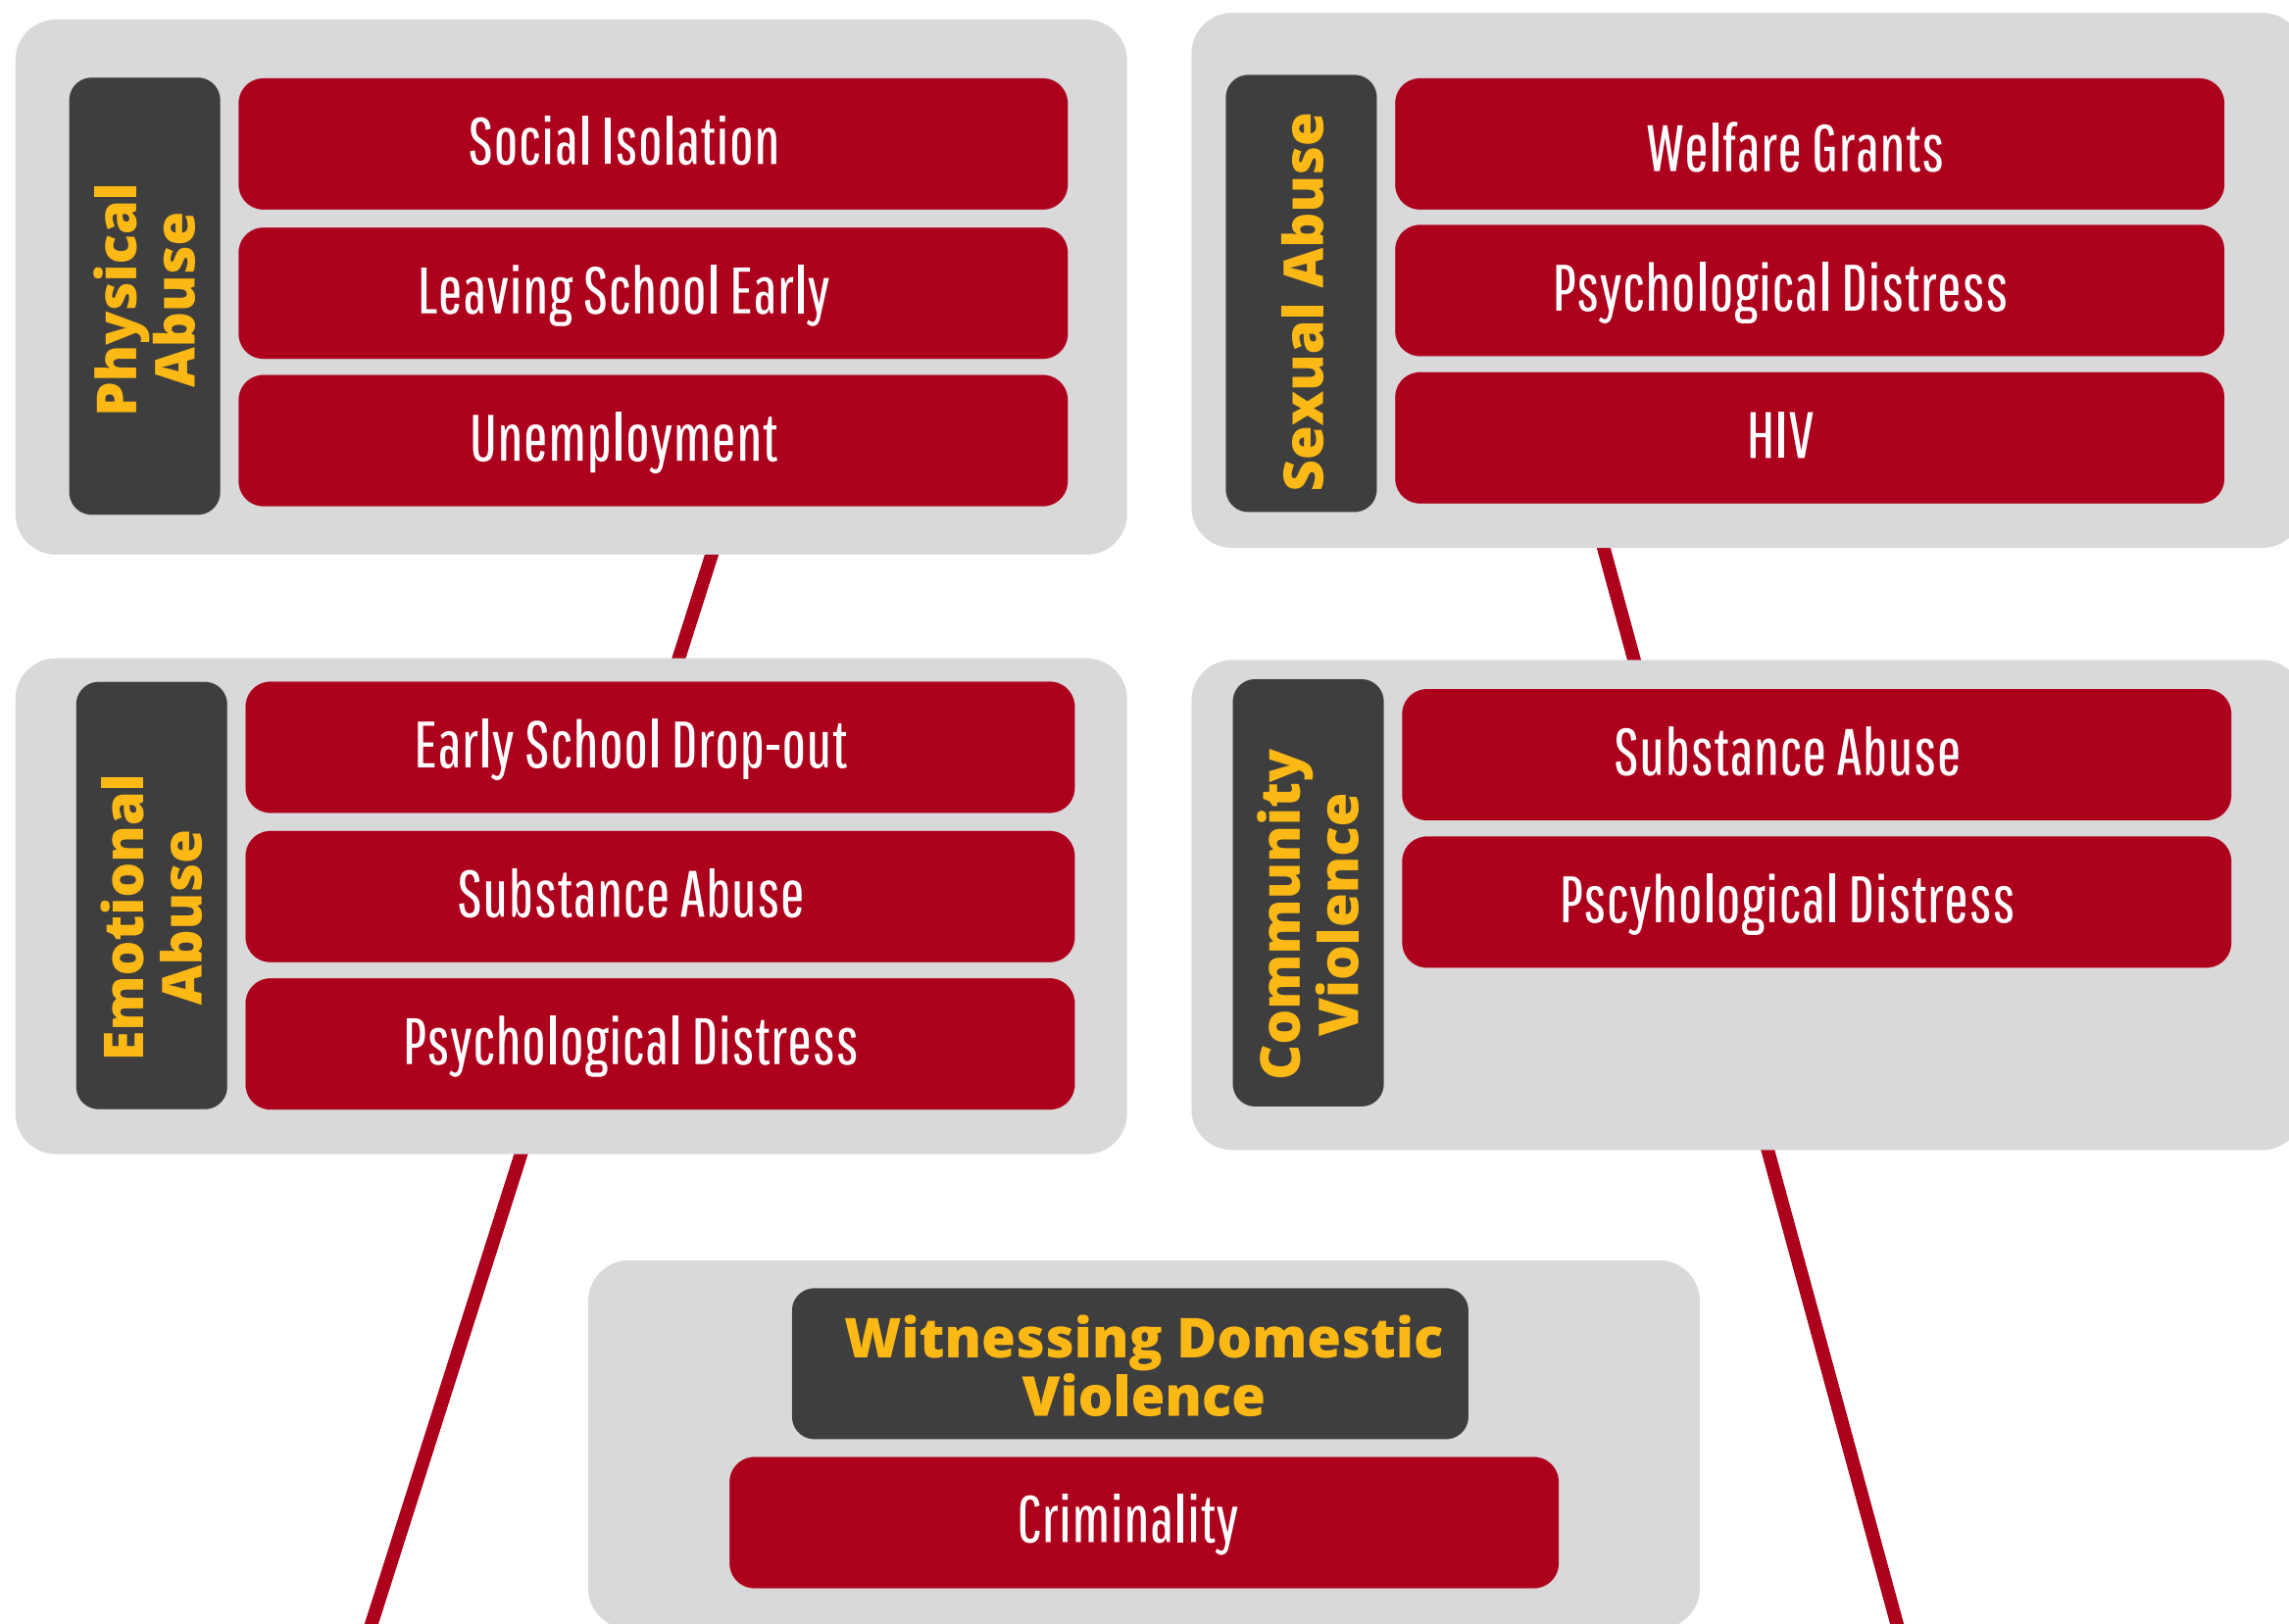 Physical
Abuse
Social Isolation
Leaving School Early
Unemployment
Sexual Abuse
Welfare Grants
Psychological Distress
HIV
Emotional
Abuse
Early School Drop-out
Substance Abuse
Psychological Distress
Community
Violence
Substance Abuse
Pscyhological Distress
Witnessing Domestic
Violence
Criminality